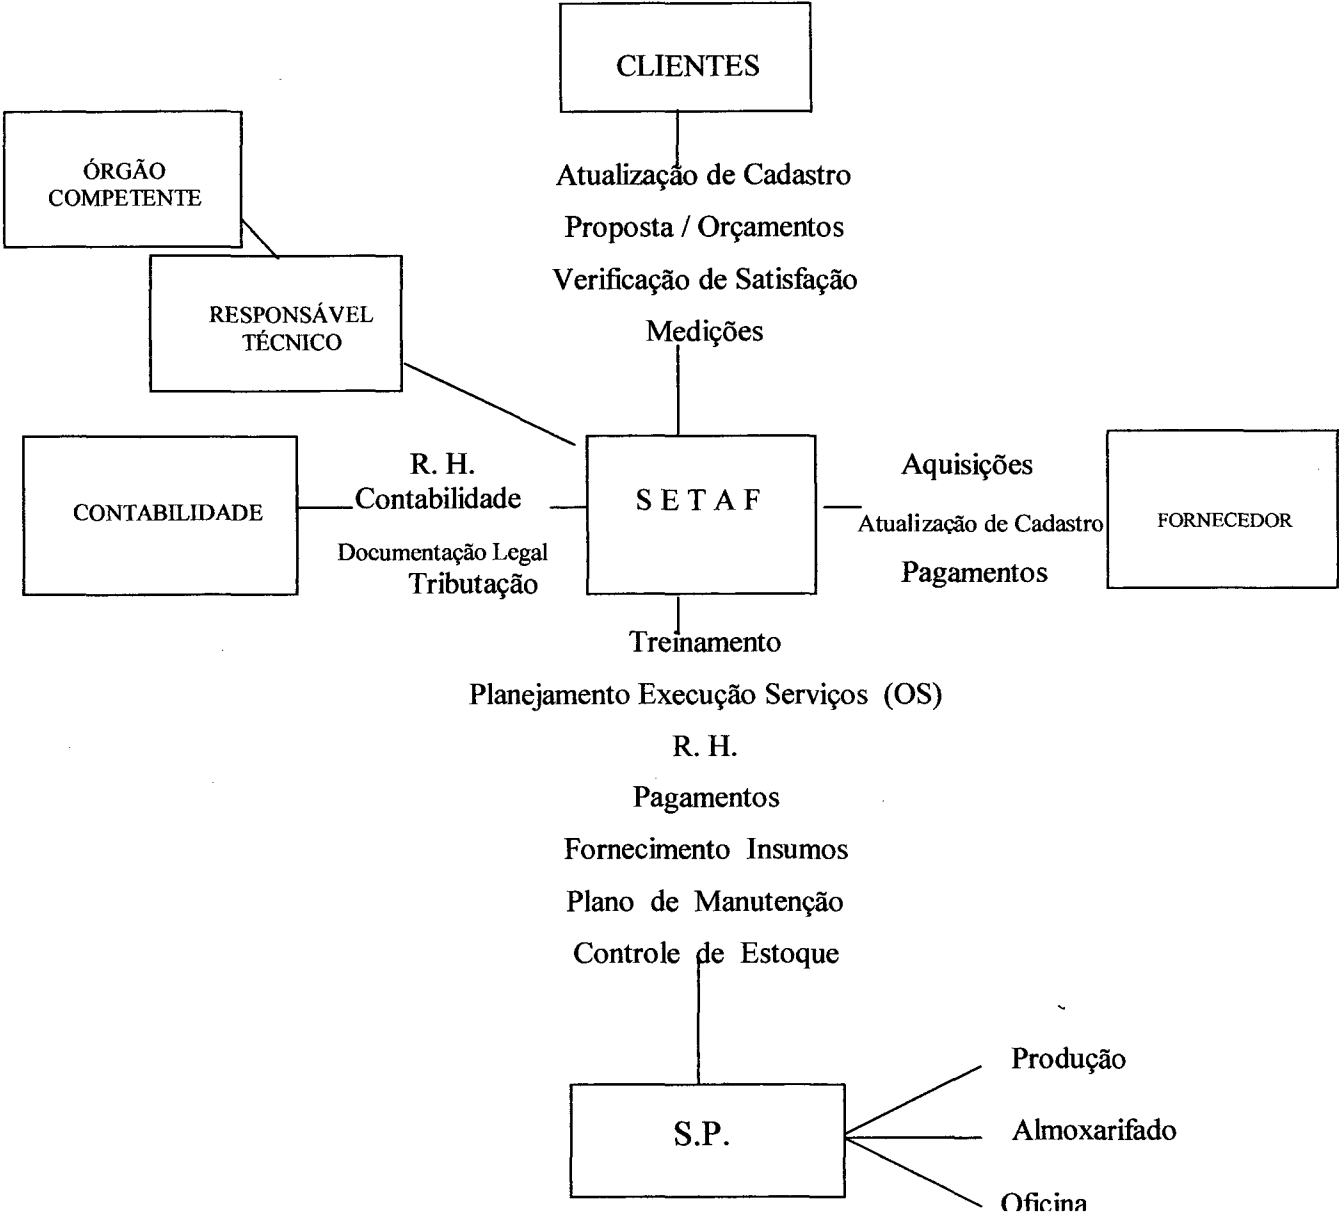 CLIENTES
ÓRGÃO
COMPETENTE
Atualização de Cadastro
Proposta / Orçamentos
Verificação de Satisfação
Medições
RESPONSÁVEL
TÉCNICO
CONTABILIDADE
R. H.
Contabilidade
Documentação Legal
Tributação
S E T A F
Aquisições
Atualização de Cadastro
Pagamentos
FORNECEDOR
Treinamento
Planejamento Execução Serviços (OS)
R. H.
Pagamentos
Fornecimento Insumos
Plano de Manutenção
Controle de Estoque
S.P.
Produção
Almoxarifado
Oficina